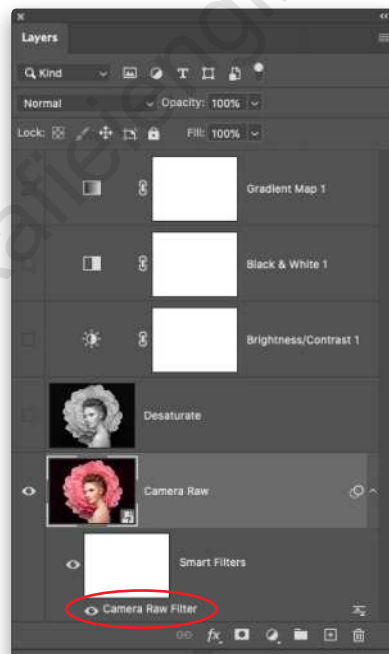 Layers
Kind
Normal Opacity: 100%
Lock: Fill: 100%
Gradient Map 1
Black & White 1
Brightness/Contrast 1
Desaturate
Camera Raw
Smart Filters
Camera Raw Filter
fx